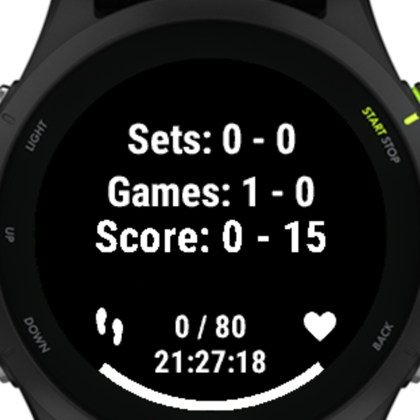 LIGHT
START STOP
Sets: 0 - 0
Games: 1 - 0
Score: 0 - 15
UP
DOWN
BACK
0 / 80
21:27:18